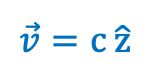 v⃗ = c ẑ